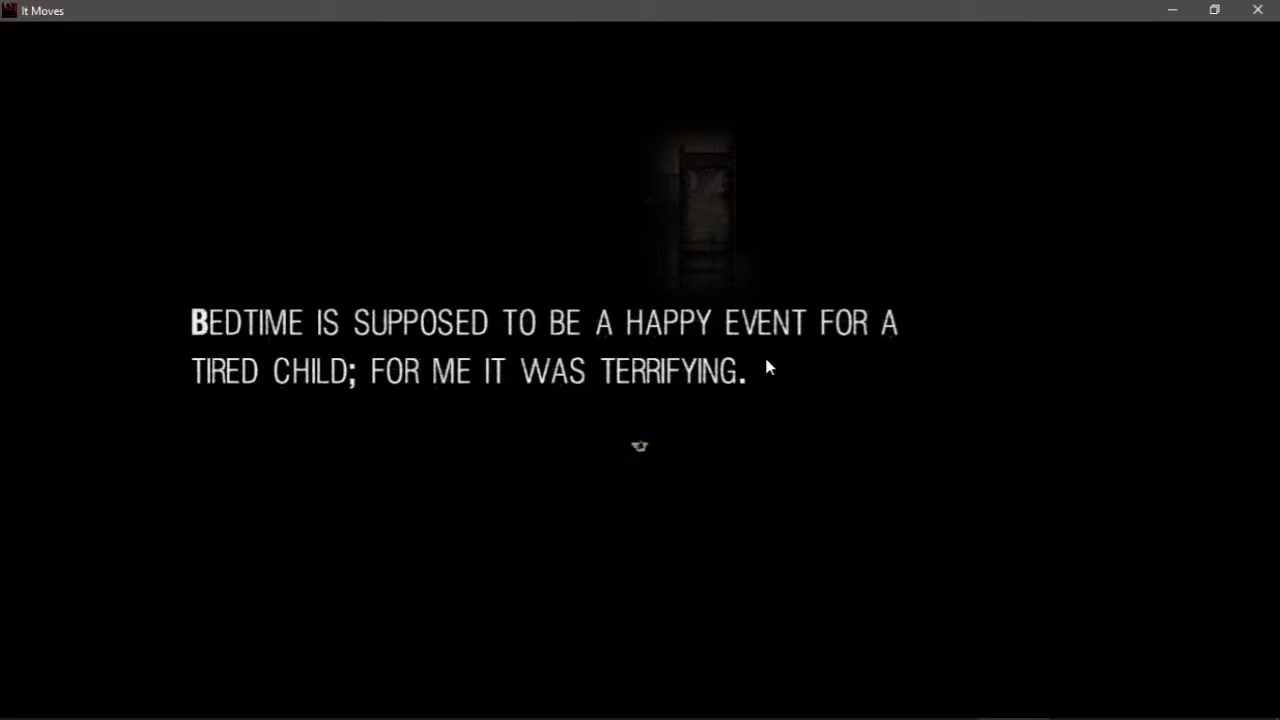 It Moves
BEDTIME IS SUPPOSED TO BE A HAPPY EVENT FOR A
TIRED CHILD; FOR ME IT WAS TERRIFYING.